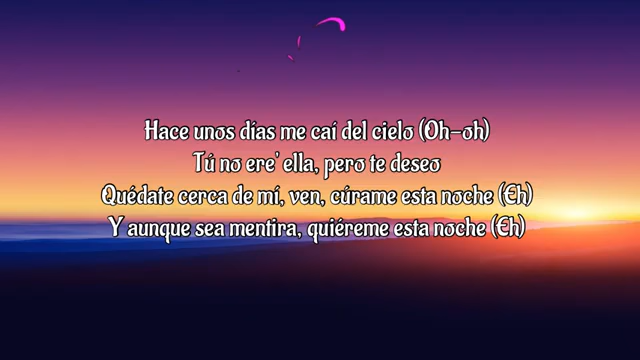 Hace unos días me caí del cielo (Oh-oh)
Tú no ere' ella, pero te deseo
Quédate cerca de mí, ven, cúrame esta noche (Eh)
Y aunque sea mentira, quiéreme esta noche (Eh)